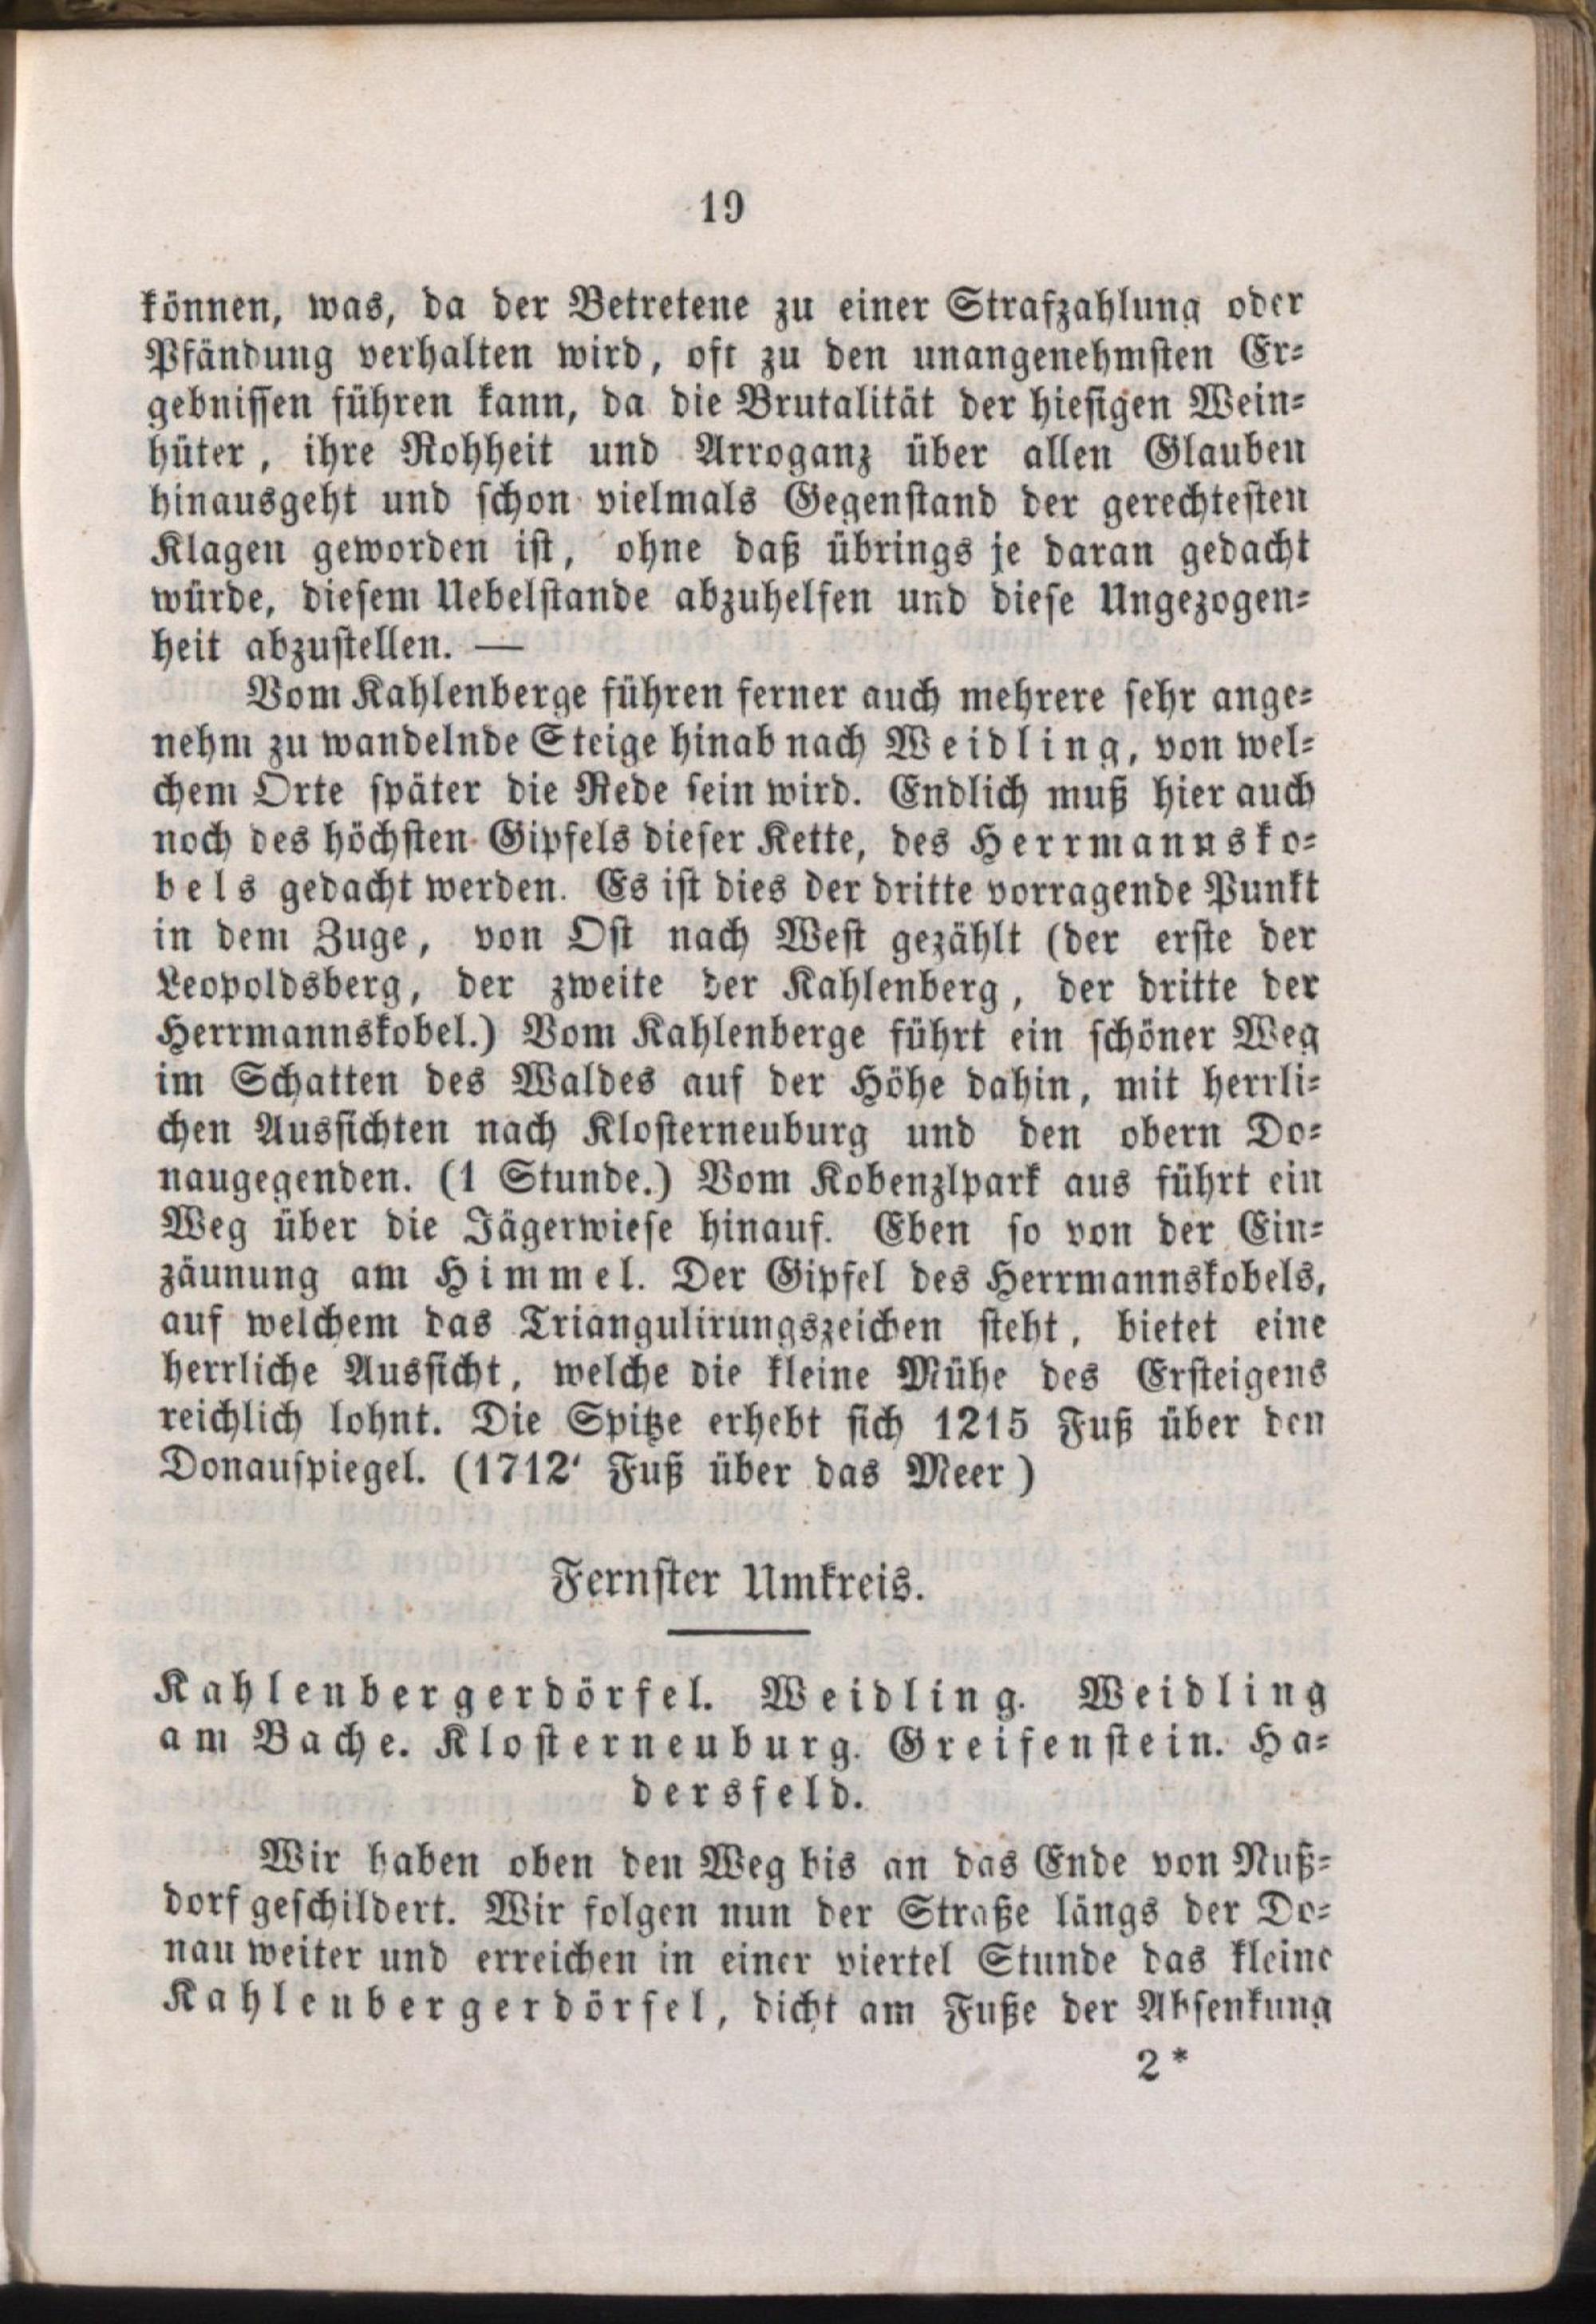 19
können, was, da der Betretene zu einer Strafzahlung oder
Pfändung verhalten wird, oft zu den unangenehmsten Er-
gebnissen führen kann, da die Brutalität der hiesigen Wein-
hüter, ihre Rohheit und Arroganz über allen Glauben
hinausgeht und schon vielmals Gegenstand der gerechtesten
Klagen geworden ist, ohne daß übrings je daran gedacht
würde, diesem Uebelstande abzuhelfen und diese Ungezogen-
heit abzustellen. —
Vom Kahlenberge führen ferner auch mehrere sehr ange-
nehm zu wandelnde Steige hinab nach Weidling, von wel-
chem Orte später die Rede sein wird. Endlich muß hier auch
noch des höchsten Gipfels dieser Kette, des Herrmannsko-
bels gedacht werden. Es ist dies der dritte vorragende Punkt
in dem Zuge, von Ost nach West gezählt (der erste der
Leopoldsberg, der zweite der Kahlenberg, der dritte der
Herrmannskobel.) Vom Kahlenberge führt ein schöner Weg
im Schatten des Waldes auf der Höhe dahin, mit herrli-
chen Aussichten nach Klosterneuburg und den obern Do-
naugegenden. (1 Stunde.) Vom Kobenzlpark aus führt ein
Weg über die Jägerwiese hinauf. Eben so von der Ein-
zäunung am Himmel. Der Gipfel des Herrmannskobels,
auf welchem das Triangulirungszeichen steht, bietet eine
herrliche Aussicht, welche die kleine Mühe des Ersteigens
reichlich lohnt. Die Spitze erhebt sich 1215 Fuß über den
Donauspiegel. (1712' Fuß über das Meer)
Fernster Umkreis.
Kahlenbergerdörfel. Weidling. Weidling
am Bache. Klosterneuburg. Greifenstein. Ha-
dersfeld.
Wir haben oben den Weg bis an das Ende von Nuß-
dorf geschildert. Wir folgen nun der Straße längs der Do-
nau weiter und erreichen in einer viertel Stunde das kleine
Kahlenbergerdörfel, dicht am Fuße der Absenkung
2*